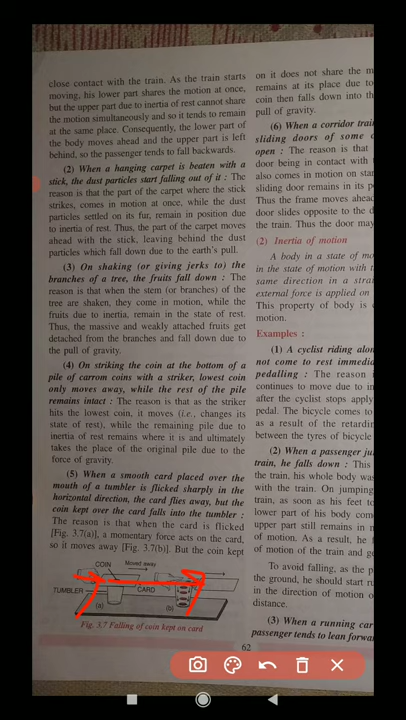 close contact with the train. As the train starts
moving, his lower part shares the motion at once,
but the upper part due to inertia of rest cannot share
the motion simultaneously and so it tends to remain
at the same place. Consequently, the lower part of
the body moves ahead and the upper part is left
behind, so the passenger tends to fall backwards.
(2) When a hanging carpet is beaten with a
stick, the dust particles start falling out of it : The
reason is that the part of the carpet where the stick
strikes, comes in motion at once, while the dust
particles settled on its fur, remain in position due
to inertia of rest. Thus, the part of the carpet moves
ahead with the stick, leaving behind the dust
particles which fall down due to the earth's pull.
(3) On shaking (or giving jerks) to the
branches of a tree, the fruits fall down : The
reason is that when the stem (or branches) of the
tree are shaken, they come in motion, while the
fruits due to inertia, remain in the state of rest.
Thus, the massive and weakly attached fruits get
detached from the branches and fall down due to
the pull of gravity.
(4) On striking the coin at the bottom of a
pile of carrom coins with a striker, lowest coin
only moves away, while the rest of the pile
remains intact : The reason is that as the striker
hits the lowest coin, it moves (i.e., changes its
state of rest), while the remaining pile due to
inertia of rest remains where it is and ultimately
takes the place of the original pile due to the
force of gravity.
(5) When a smooth card placed over the
mouth of a tumbler is flicked sharply in the
horizontal direction, the card flies away, but the
coin kept over the card falls into the tumbler :
The reason is that when the card is flicked
[Fig. 3.7(a)], a momentary force acts on the card,
so it moves away [Fig. 3.7(b)]. But the coin kept
COIN Moved away
TUMBLER CARD
(a) (b)
Fig. 3.7 Falling of coin kept on card
on it does not share the m
remains at its place due to
coin then falls down into th
pull of gravity.
(6) When a corridor trai
sliding doors of some c
open : The reason is that
door being in contact with
also comes in motion on star
sliding door remains in its p
Thus the frame moves ahead
door slides opposite to the d
the train. Thus the door may
(2) Inertia of motion
A body in a state of mo
in the state of motion with t
same direction in a stra
external force is applied on
This property of body is
motion.
Examples :
(1) A cyclist riding alon
not come to rest immedia
pedalling : The reason
continues to move due to in
after the cyclist stops apply
pedal. The bicycle comes to
as a result of the retardin
between the tyres of bicycle
(2) When a passenger ju
train, he falls down : This
the train, his whole body wa
with the train. On jumping
train, as soon as his feet to
lower part of his body com
upper part still remains in m
of motion. As a result, he f
of motion of the train and ge
To avoid falling, as the p
the ground, he should start ru
in the direction of motion o
distance.
(3) When a running car
passenger tends to lean forwar
62